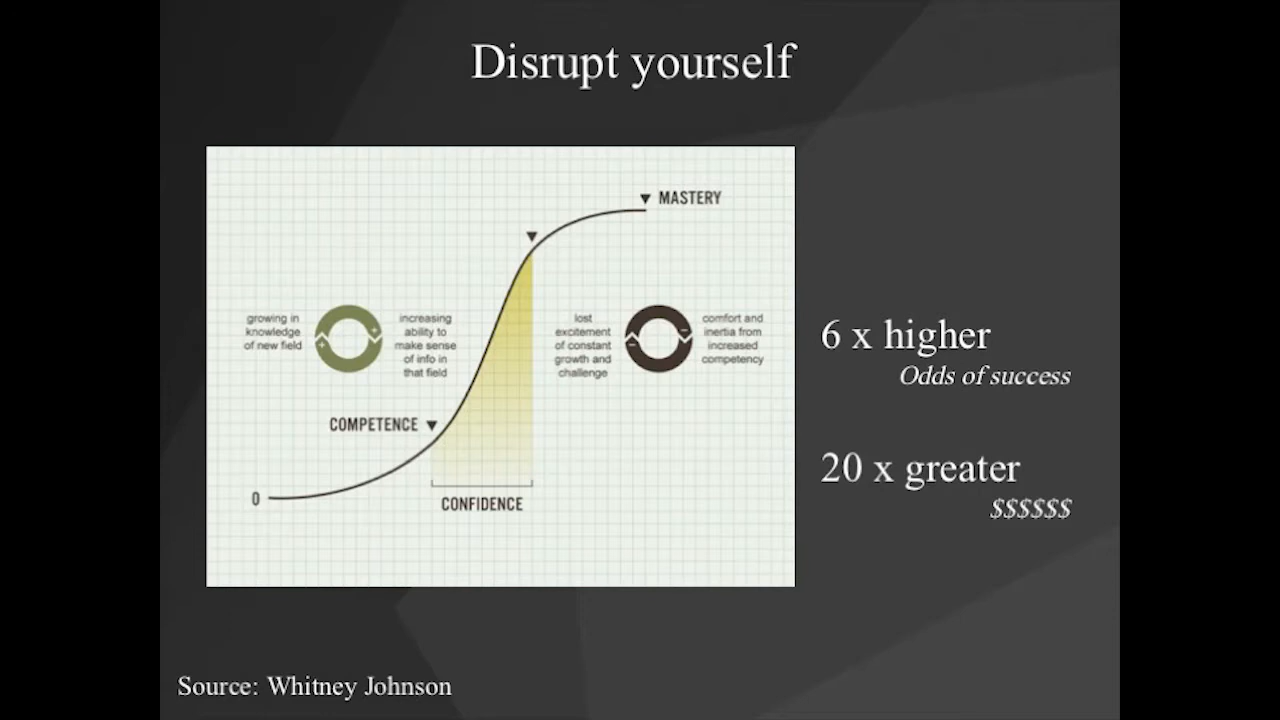 Disrupt yourself
MASTERY
growing in
knowledge
of new field
+
+
increasing
ability to
make sense
of info in
that field
lost
excitement
of constant
growth and
challenge
−
−
comfort and
inertia from
increased
competency
COMPETENCE
0
CONFIDENCE
6 x higher
Odds of success
20 x greater
$$$$$$
Source: Whitney Johnson